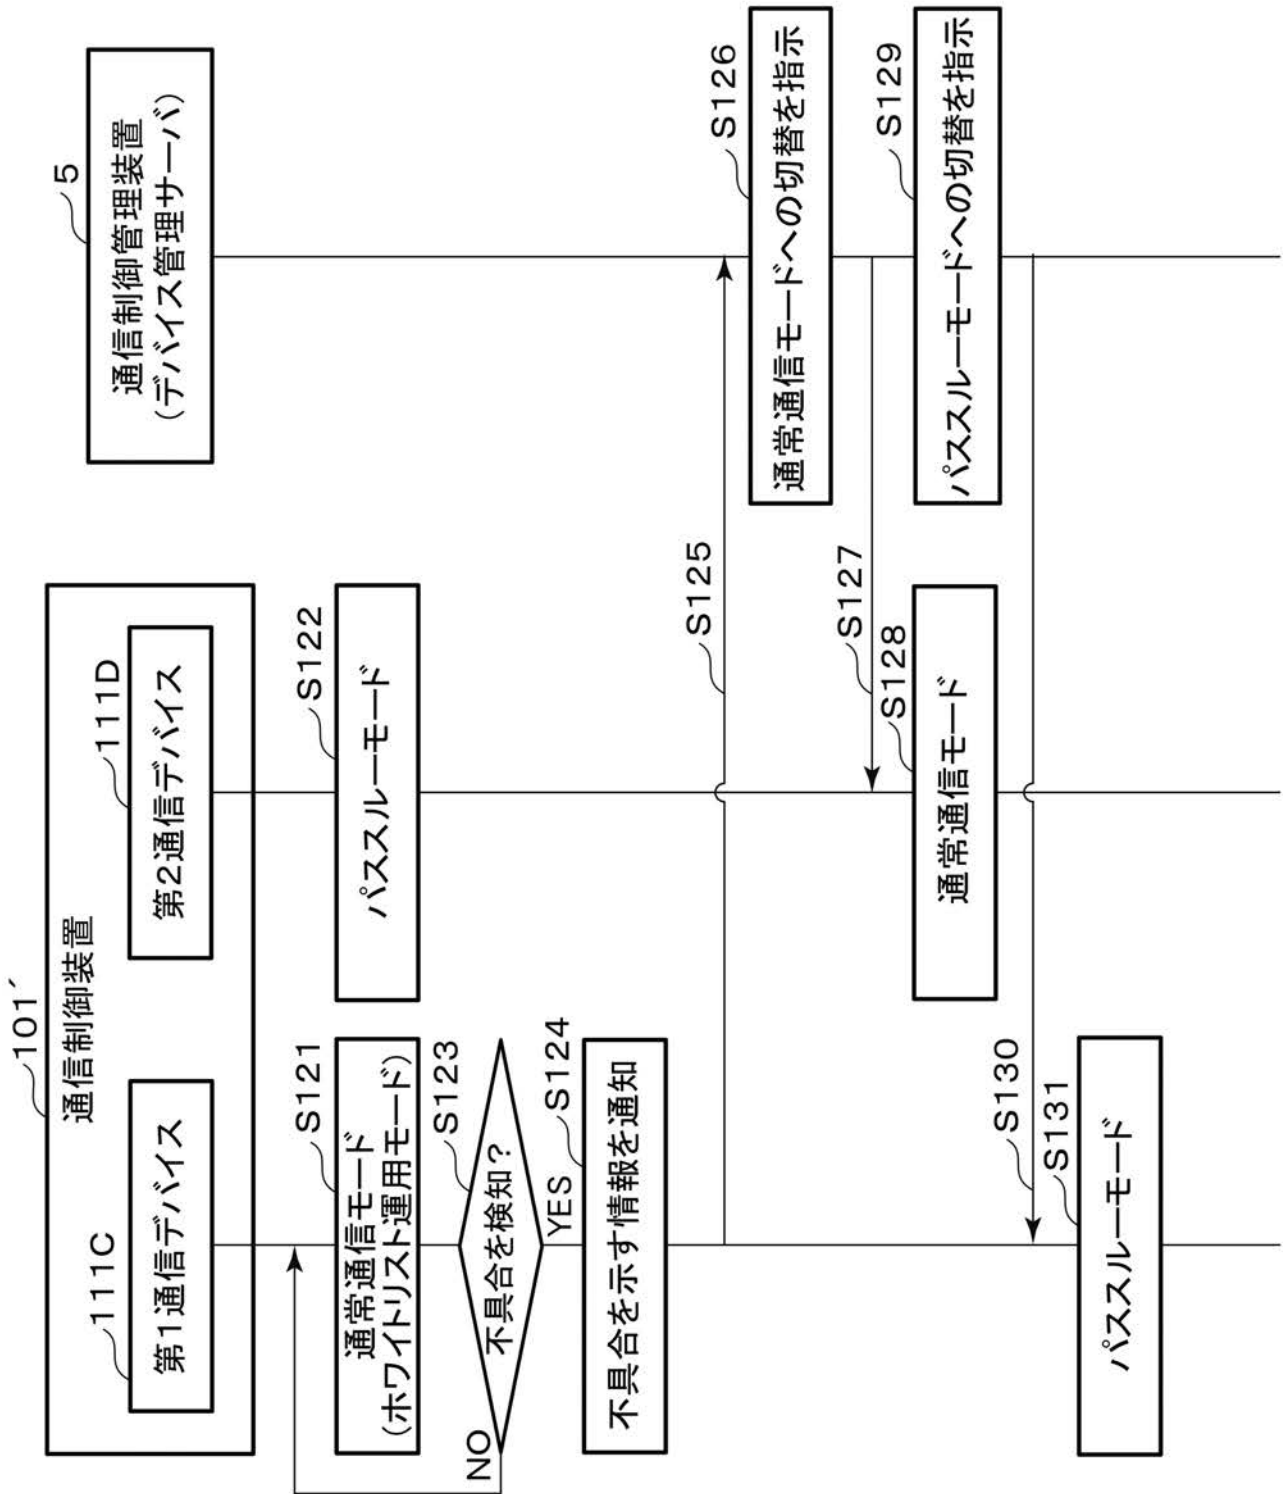 101´
通信制御装置
111C
第1通信デバイス
111D
第2通信デバイス
5
通信制御管理装置
(デバイス管理サーバ)
S121
通常通信モード
(ホワイトリスト運用モード)
S122
パススルーモード
S123
不具合を検知?
NO
YES
S124
不具合を示す情報を通知
S125
S126
通常通信モードへの切替を指示
S127
S128
通常通信モード
S129
パススルーモードへの切替を指示
S130
S131
パススルーモード